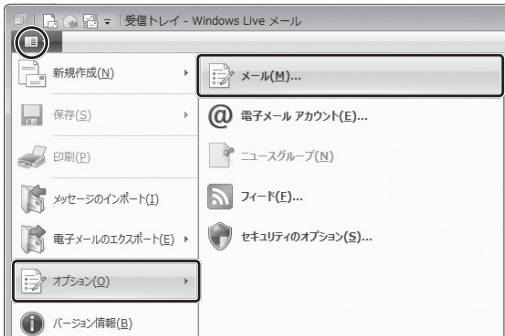 受信トレイ - Windows Live メール
新規作成(N)
保存(S)
印刷(P)
メッセージのインポート(I)
電子メールのエクスポート(E)
オプション(O)
バージョン情報(B)
メール(M)...
電子メール アカウント(E)...
ニュースグループ(N)
フィード(F)...
セキュリティのオプション(S)...